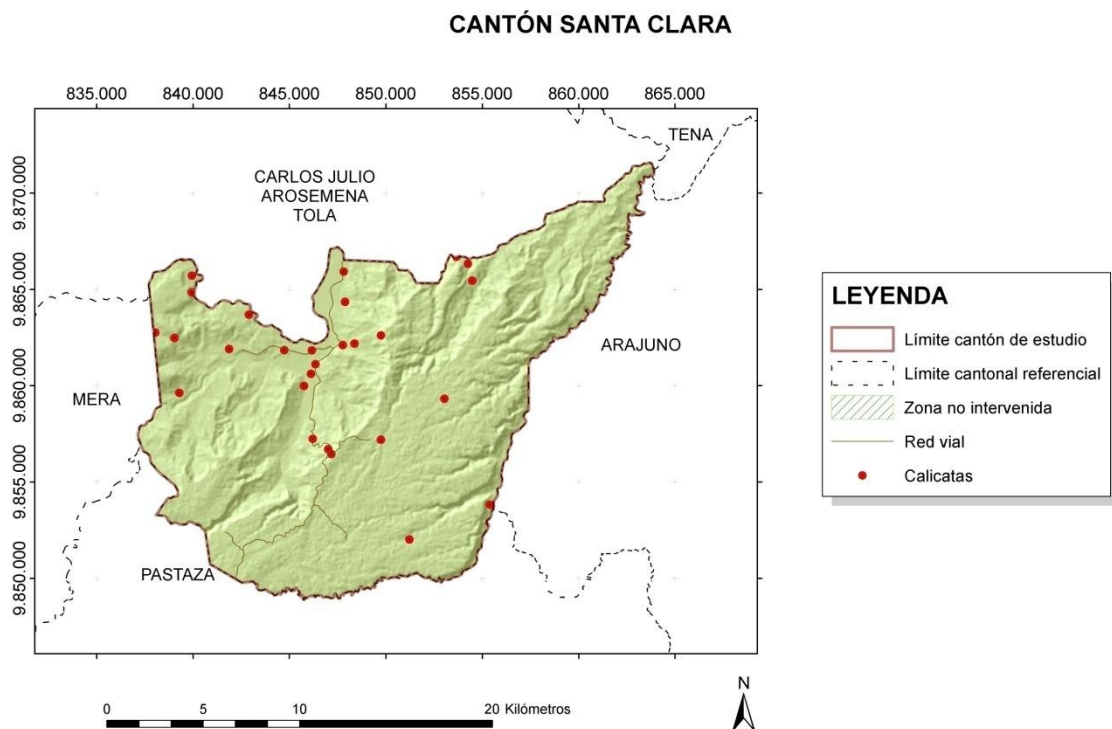 CANTÓN SANTA CLARA
835.000 840.000 845.000 850.000 855.000 860.000 865.000
TENA
CARLOS JULIO
AROSEMENA
TOLA
9.870.000
9.865.000
9.860.000
9.855.000
9.850.000
ARAJUNO
MERA
PASTAZA
LEYENDA
Límite cantón de estudio
Límite cantonal referencial
Zona no intervenida
Red vial
Calicatas
0 5 10 20 Kilómetros
N